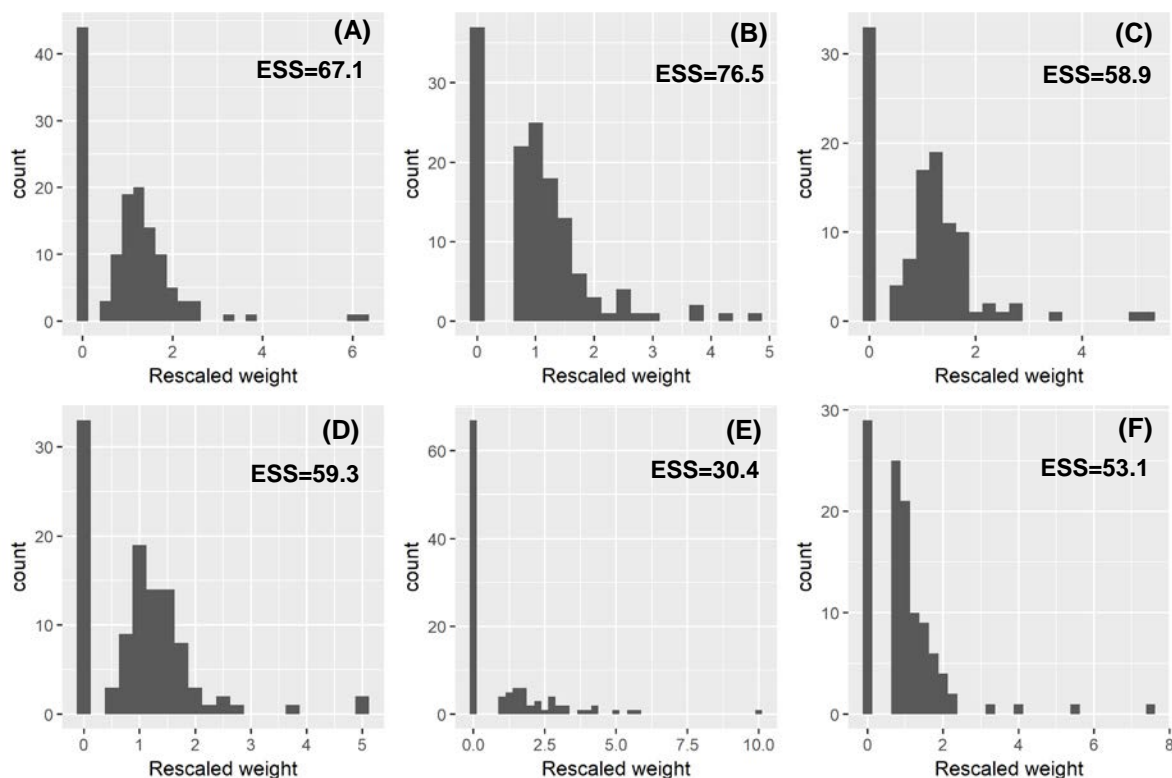 (A)
ESS=67.1
40
30
20
10
0
count
0 2 4 6
Rescaled weight
(B)
ESS=76.5
30
20
10
0
count
0 1 2 3 4 5
Rescaled weight
(C)
ESS=58.9
30
20
10
0
count
0 2 4
Rescaled weight
(D)
ESS=59.3
30
20
10
0
count
0 1 2 3 4 5
Rescaled weight
(E)
ESS=30.4
60
40
20
0
count
0.0 2.5 5.0 7.5 10.0
Rescaled weight
(F)
ESS=53.1
30
20
10
0
count
0 2 4 6 8
Rescaled weight